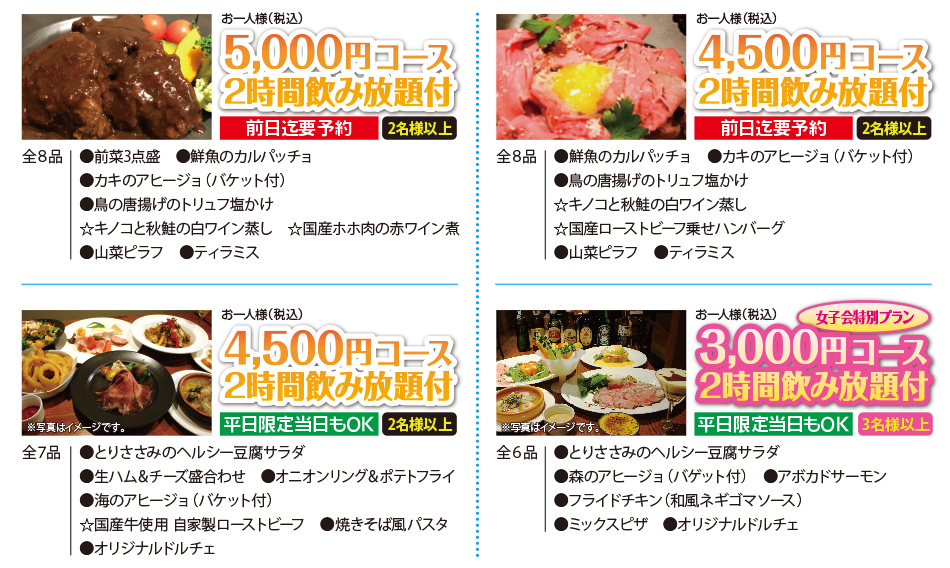 お一人様（税込）
5,000円コース
2時間飲み放題付
前日迄要予約 2名様以上
全8品
●前菜3点盛 ●鮮魚のカルパッチョ
●カキのアヒージョ（バケット付）
●鳥の唐揚げのトリュフ塩かけ
☆キノコと秋鮭の白ワイン蒸し ☆国産ホホ肉の赤ワイン煮
●山菜ピラフ ●ティラミス
お一人様（税込）
4,500円コース
2時間飲み放題付
前日迄要予約 2名様以上
全8品
●鮮魚のカルパッチョ ●カキのアヒージョ（バケット付）
●鳥の唐揚げのトリュフ塩かけ
☆キノコと秋鮭の白ワイン蒸し
☆国産ローストビーフ乗せハンバーグ
●山菜ピラフ ●ティラミス
お一人様（税込）
4,500円コース
2時間飲み放題付
平日限定当日もOK 2名様以上
※写真はイメージです。
全7品
●とりささみのヘルシー豆腐サラダ
●生ハム＆チーズ盛合わせ ●オニオンリング＆ポテトフライ
●海のアヒージョ（バケット付）
☆国産牛使用 自家製ローストビーフ ●焼きそば風パスタ
●オリジナルドルチェ
お一人様（税込）
女子会特別プラン
3,000円コース
2時間飲み放題付
平日限定当日もOK 3名様以上
※写真はイメージです。
全6品
●とりささみのヘルシー豆腐サラダ
●森のアヒージョ（バゲット付） ●アボカドサーモン
●フライドチキン（和風ネギゴマソース）
●ミックスピザ ●オリジナルドルチェ